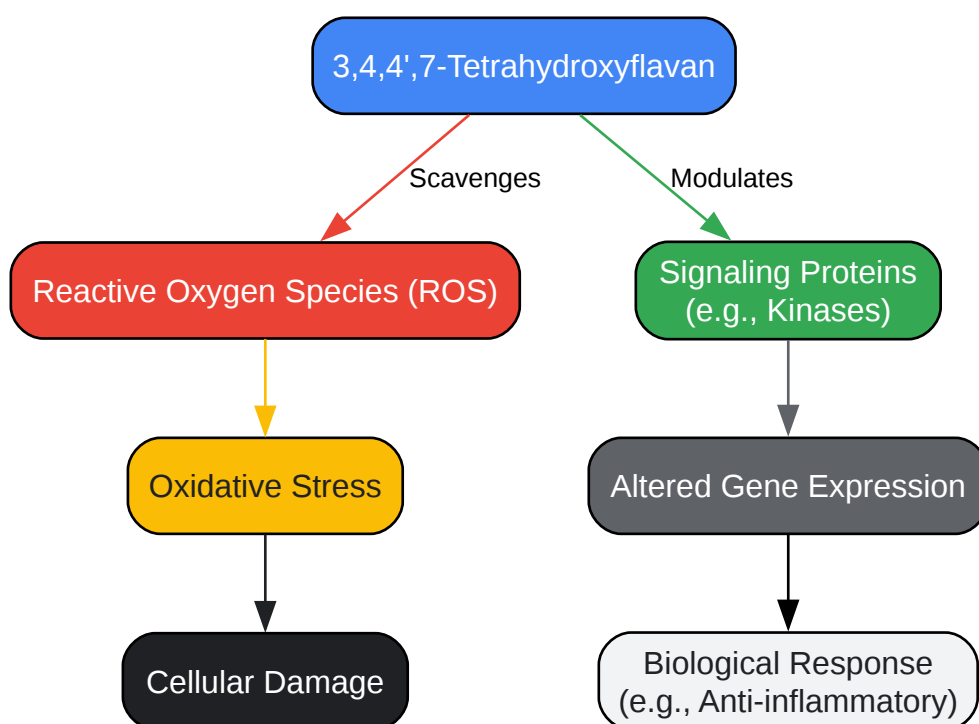 3,4,4',7-Tetrahydroxyflavan
Scavenges
Modulates
Reactive Oxygen Species (ROS)
Signaling Proteins
(e.g., Kinases)
Oxidative Stress
Altered Gene Expression
Cellular Damage
Biological Response
(e.g., Anti-inflammatory)